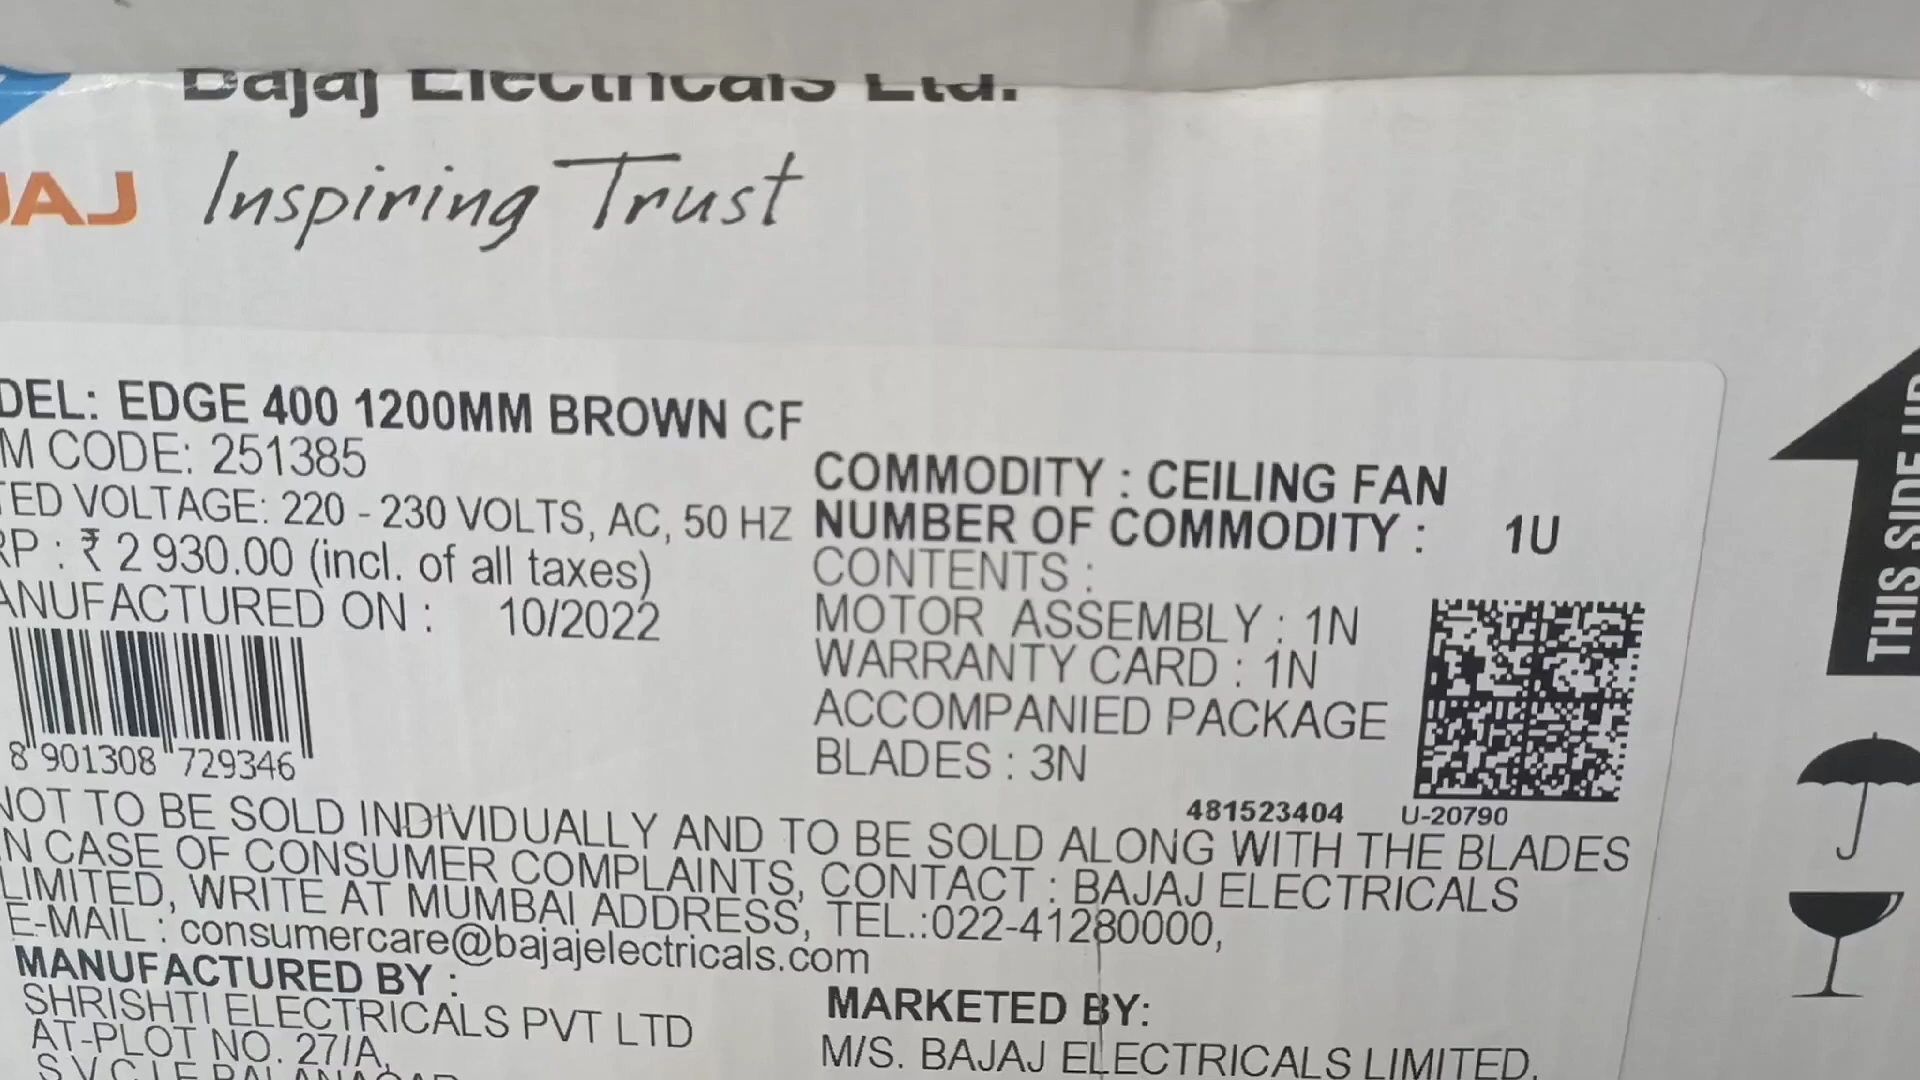 Bajaj Electricals Ltd.
JAJ Inspiring Trust
DEL: EDGE 400 1200MM BROWN CF
M CODE: 251385
TED VOLTAGE: 220 - 230 VOLTS, AC, 50 HZ
RP : ₹ 2 930.00 (incl. of all taxes)
ANUFACTURED ON : 10/2022
8 901308 729346
COMMODITY : CEILING FAN
NUMBER OF COMMODITY : 1U
CONTENTS :
MOTOR ASSEMBLY : 1N
WARRANTY CARD : 1N
ACCOMPANIED PACKAGE
BLADES : 3N
481523404 U-20790
NOT TO BE SOLD INDIVIDUALLY AND TO BE SOLD ALONG WITH THE BLADES
IN CASE OF CONSUMER COMPLAINTS, CONTACT : BAJAJ ELECTRICALS
LIMITED, WRITE AT MUMBAI ADDRESS, TEL.:022-41280000,
E-MAIL : consumercare@bajajelectricals.com
MANUFACTURED BY :
SHRISHTI ELECTRICALS PVT LTD
AT-PLOT NO. 27/A,
MARKETED BY:
M/S. BAJAJ ELECTRICALS LIMITED,
THIS SIDE UP